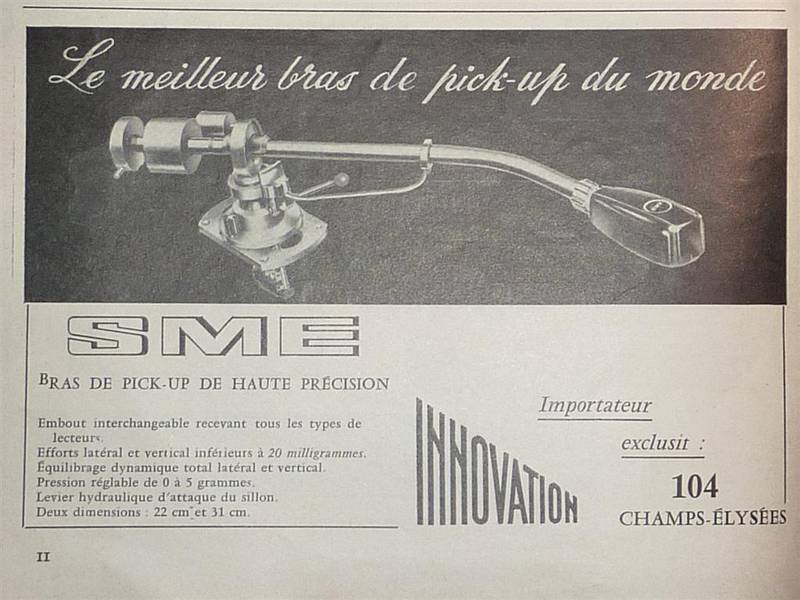 Le meilleur bras de pick-up du monde
SME
BRAS DE PICK-UP DE HAUTE PRÉCISION
Embout interchangeable recevant tous les types de
lecteurs.
Efforts latéral et vertical inférieurs à 20 milligrammes.
Équilibrage dynamique total latéral et vertical.
Pression réglable de 0 à 5 grammes.
Levier hydraulique d'attaque du sillon.
Deux dimensions : 22 cm et 31 cm.
INNOVATION
Importateur
exclusif :
104
CHAMPS-ÉLYSÉES
II